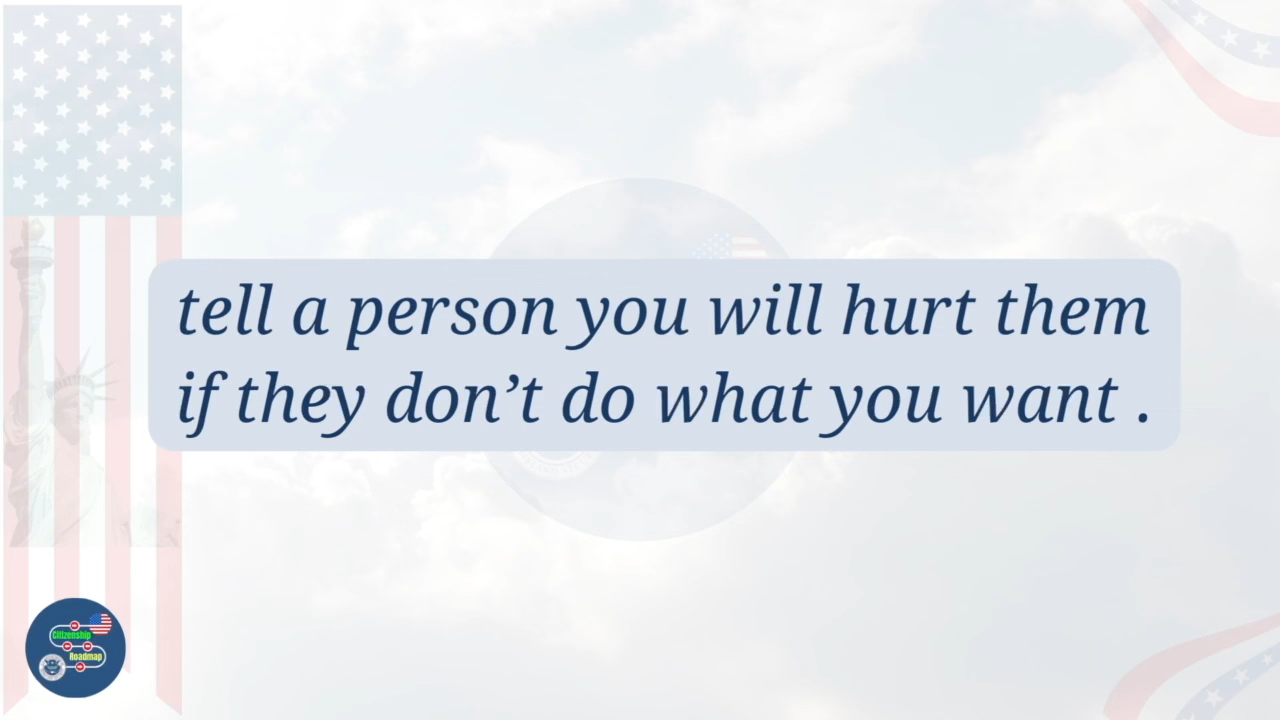 tell a person you will hurt them
if they don’t do what you want .
Citizenship
Roadmap